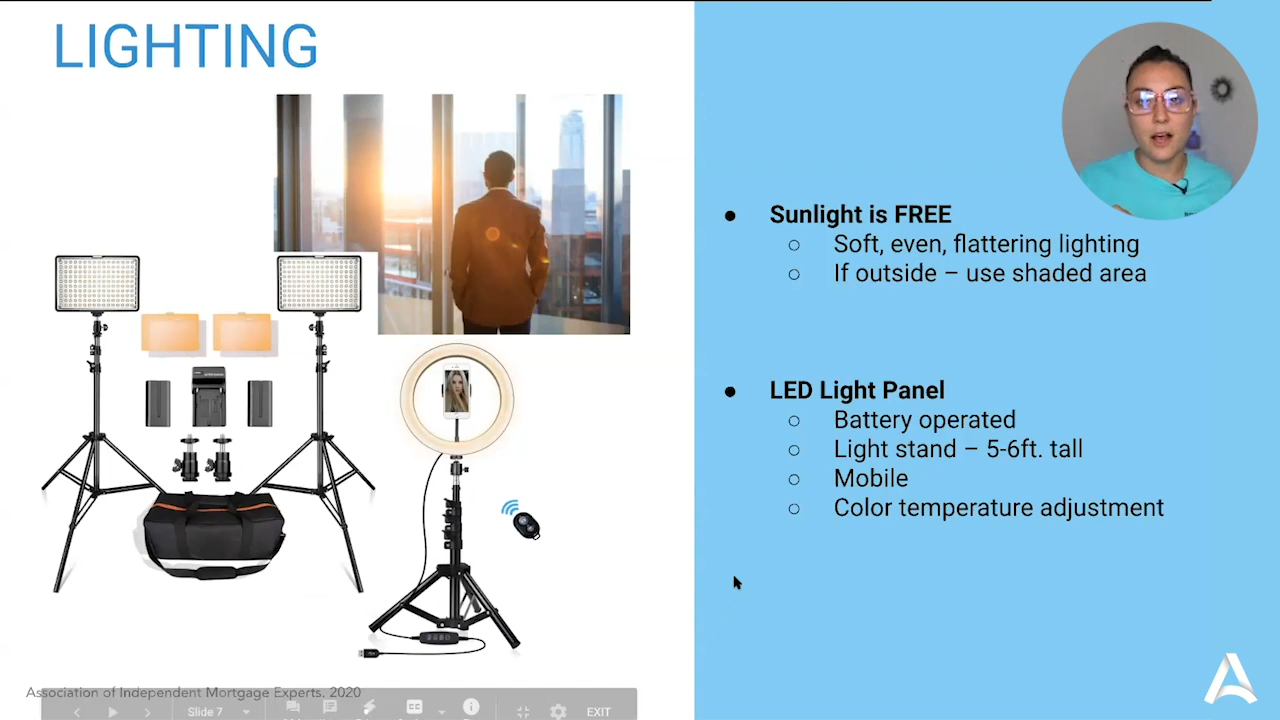 LIGHTING
Sunlight is FREE
Soft, even, flattering lighting
If outside – use shaded area
LED Light Panel
Battery operated
Light stand – 5-6ft. tall
Mobile
Color temperature adjustment
Association of Independent Mortgage Experts. 2020
Slide 7
CC
EXIT